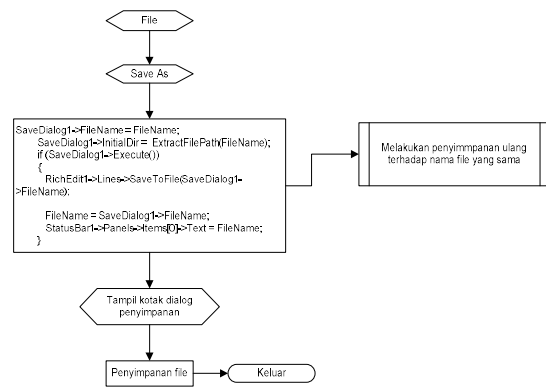 File
Save As
SaveDialog1->FileName = FileName;
SaveDialog1->InitialDir = ExtractFilePath(FileName);
if (SaveDialog1->Execute())
{
RichEdit1->Lines->SaveToFile(SaveDialog1-
>FileName);
FileName = SaveDialog1->FileName;
StatusBar1->Panels->Items[0]->Text = FileName;
}
Melakukan penyimmpanan ulang
terhadap nama file yang sama
Tampil kotak dialog
penyimpanan
Penyimpanan file
Keluar